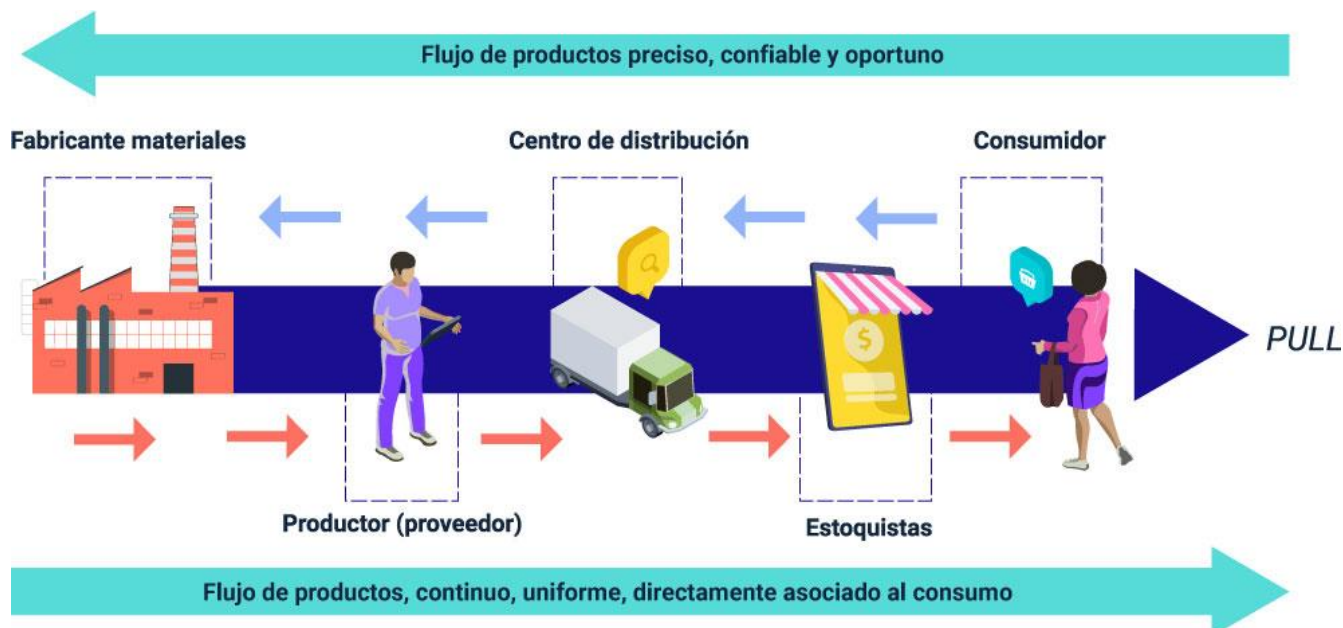 Flujo de productos preciso, confiable y oportuno
Fabricante materiales
Centro de distribución
Consumidor
$
PULL
Productor (proveedor)
Estoquistas
Flujo de productos, continuo, uniforme, directamente asociado al consumo